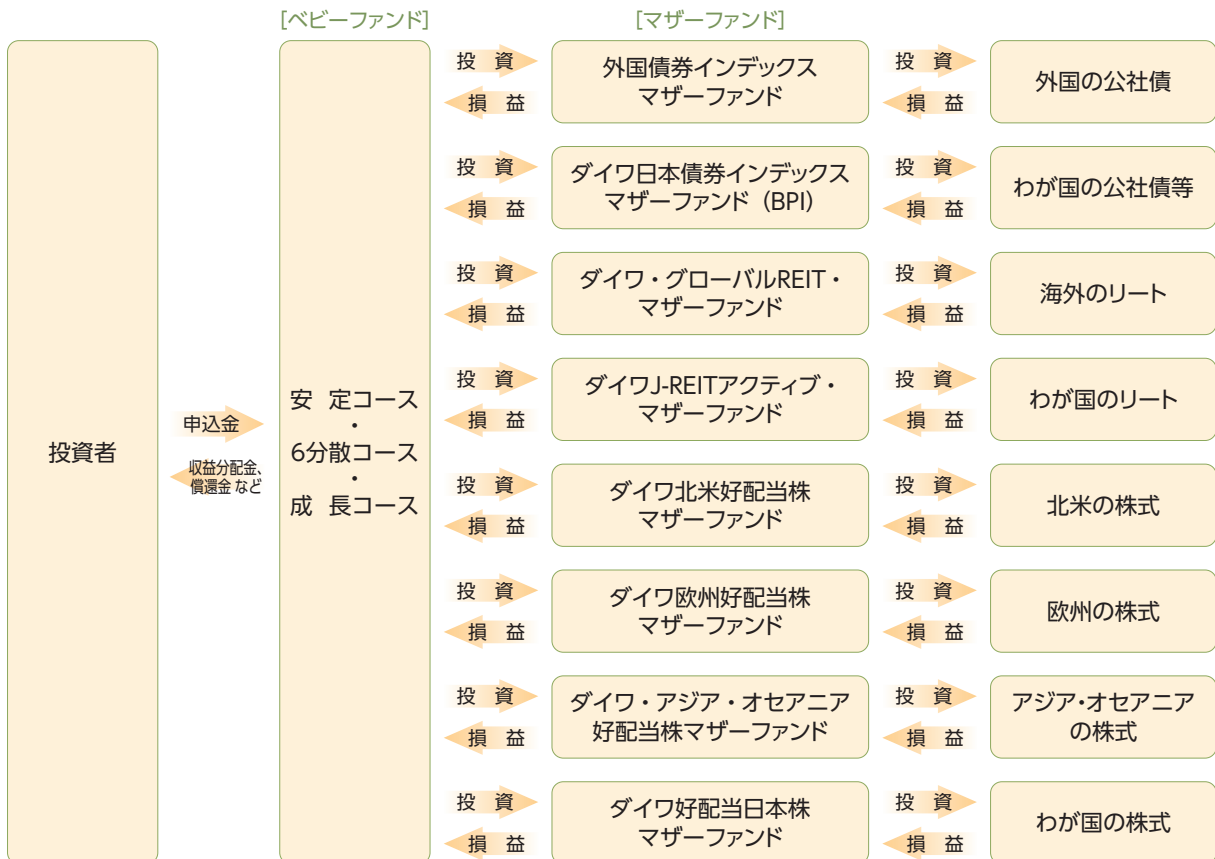 [ベビーファンド]
[マザーファンド]
投資者
申込金
収益分配金、
償還金 など
安 定コース
・
6分散コース
・
成 長コース
投 資
損 益
外国債券インデックス
マザーファンド
投 資
損 益
外国の公社債
投 資
損 益
ダイワ日本債券インデックス
マザーファンド（BPI）
投 資
損 益
わが国の公社債等
投 資
損 益
ダイワ・グローバルREIT・
マザーファンド
投 資
損 益
海外のリート
投 資
損 益
ダイワJ-REITアクティブ・
マザーファンド
投 資
損 益
わが国のリート
投 資
損 益
ダイワ北米好配当株
マザーファンド
投 資
損 益
北米の株式
投 資
損 益
ダイワ欧州好配当株
マザーファンド
投 資
損 益
欧州の株式
投 資
損 益
ダイワ・アジア・オセアニア
好配当株マザーファンド
投 資
損 益
アジア・オセアニア
の株式
投 資
損 益
ダイワ好配当日本株
マザーファンド
投 資
損 益
わが国の株式